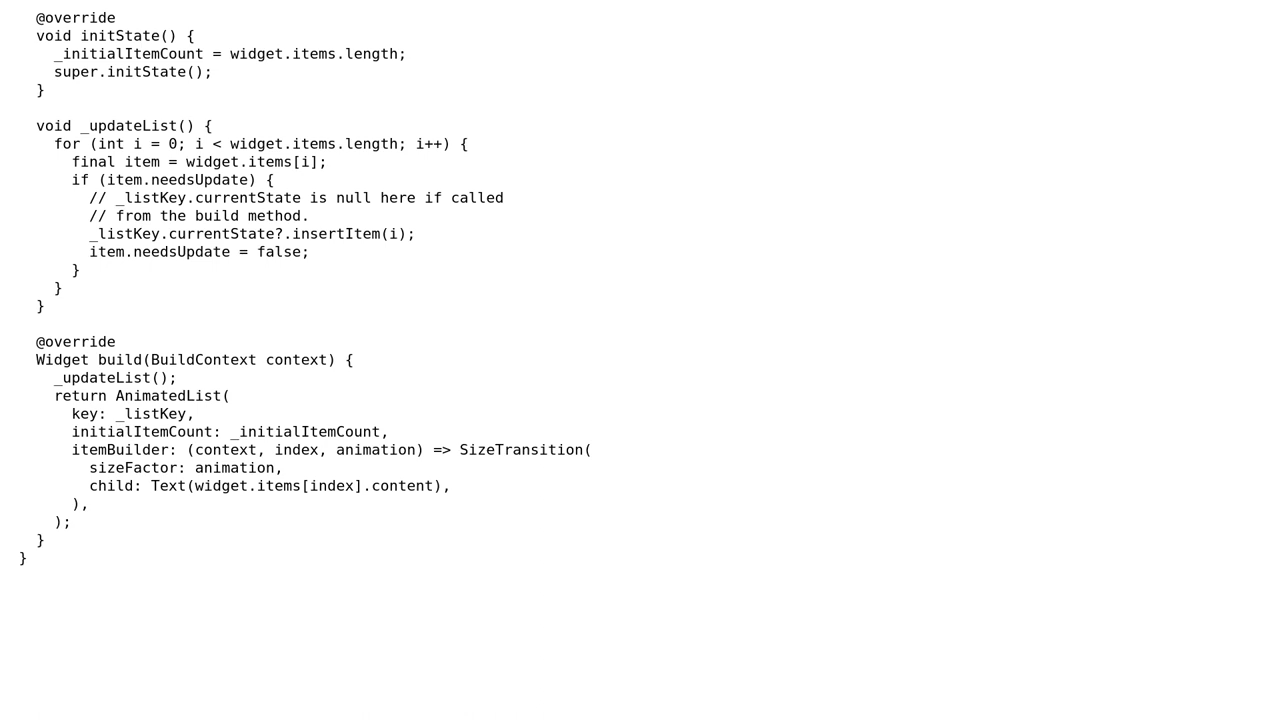 @override
void initState() {
_initialItemCount = widget.items.length;
super.initState();
}
void _updateList() {
for (int i = 0; i < widget.items.length; i++) {
final item = widget.items[i];
if (item.needsUpdate) {
// _listKey.currentState is null here if called
// from the build method.
_listKey.currentState?.insertItem(i);
item.needsUpdate = false;
}
}
}
@override
Widget build(BuildContext context) {
_updateList();
return AnimatedList(
key: _listKey,
initialItemCount: _initialItemCount,
itemBuilder: (context, index, animation) => SizeTransition(
sizeFactor: animation,
child: Text(widget.items[index].content),
),
);
}
}